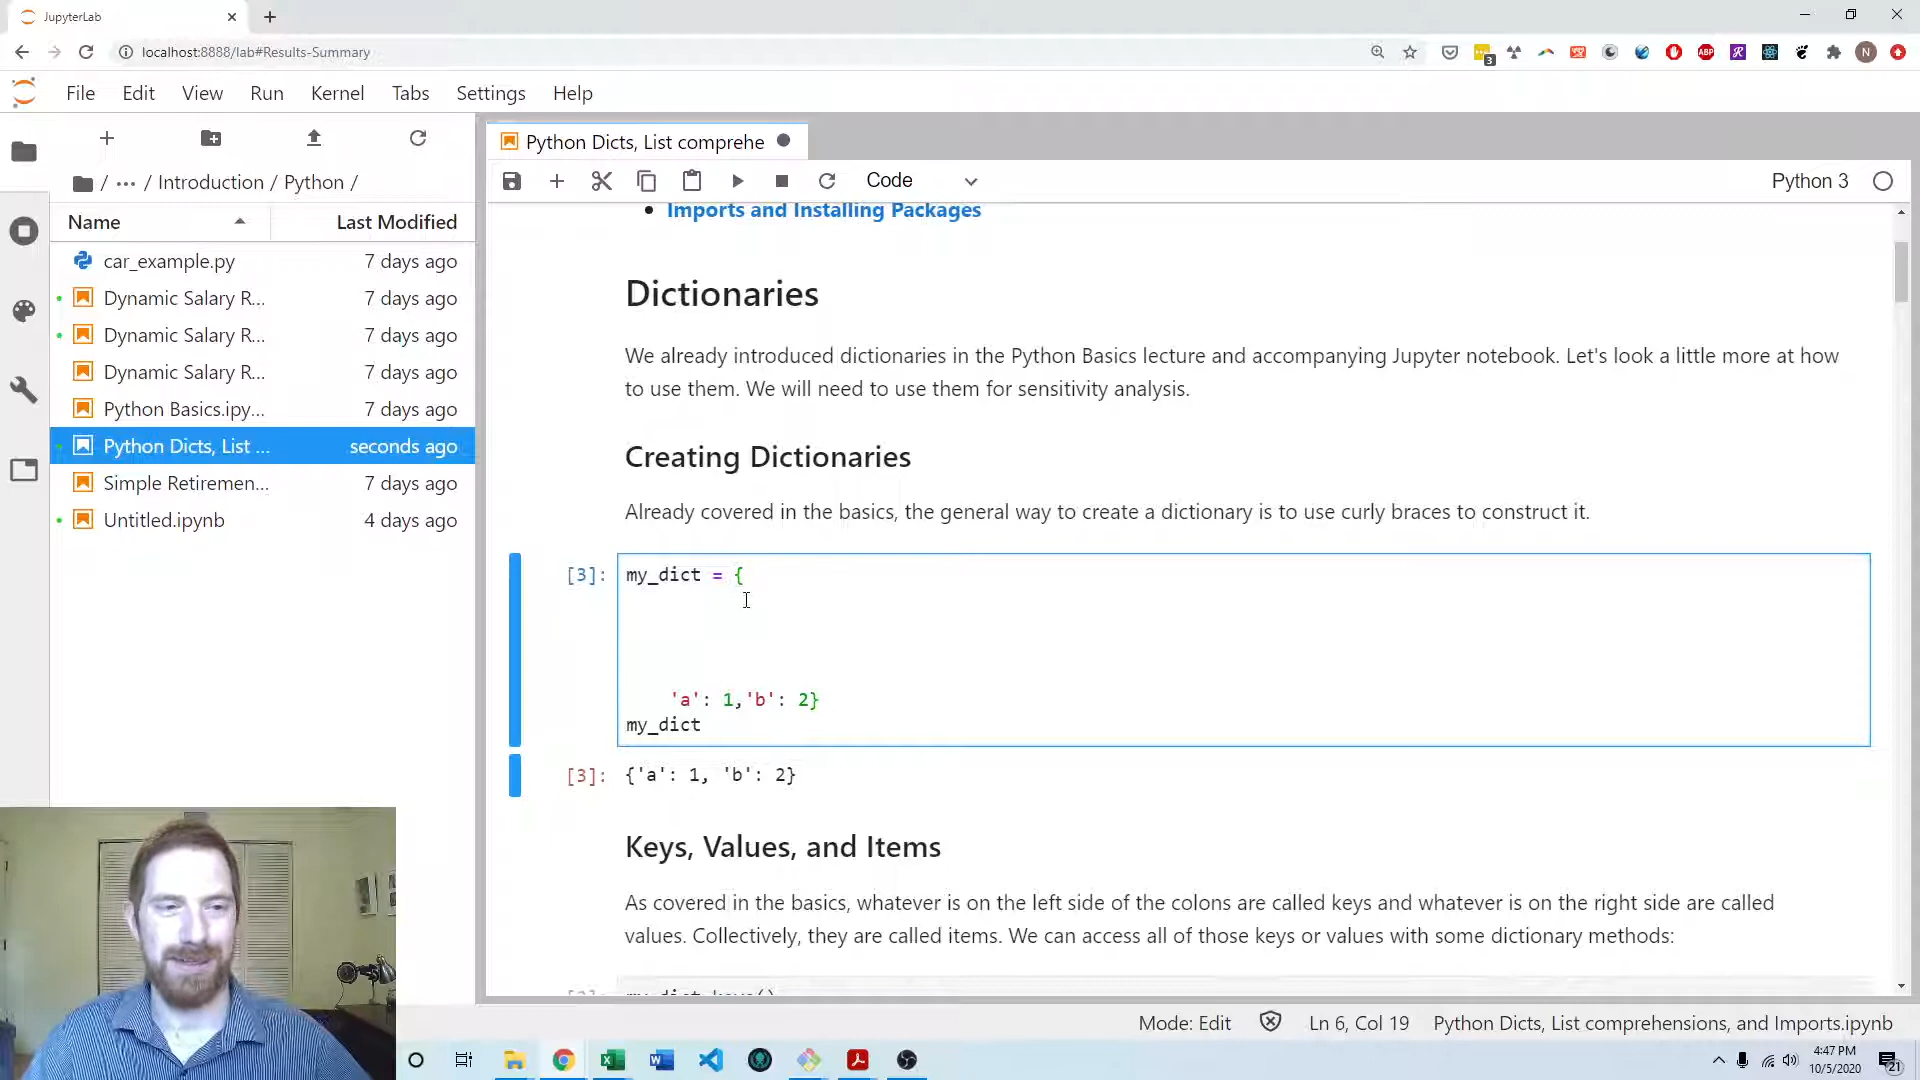 JupyterLab
localhost:8888/lab#Results-Summary
3
ABP
R
N
File Edit View Run Kernel Tabs Settings Help
/ ··· / Introduction / Python /
Name Last Modified
car_example.py 7 days ago
Dynamic Salary R... 7 days ago
Dynamic Salary R... 7 days ago
Dynamic Salary R... 7 days ago
Python Basics.ipy... 7 days ago
Python Dicts, List ... seconds ago
Simple Retiremen... 7 days ago
Untitled.ipynb 4 days ago
Python Dicts, List comprehe
Code Python 3
Imports and Installing Packages
Dictionaries
We already introduced dictionaries in the Python Basics lecture and accompanying Jupyter notebook. Let's look a little more at how
to use them. We will need to use them for sensitivity analysis.
Creating Dictionaries
Already covered in the basics, the general way to create a dictionary is to use curly braces to construct it.
[3]: my_dict = {
'a': 1,'b': 2}
my_dict
[3]: {'a': 1, 'b': 2}
Keys, Values, and Items
As covered in the basics, whatever is on the left side of the colons are called keys and whatever is on the right side are called
values. Collectively, they are called items. We can access all of those keys or values with some dictionary methods:
Mode: Edit Ln 6, Col 19 Python Dicts, List comprehensions, and Imports.ipynb
4:47 PM
10/5/2020
21